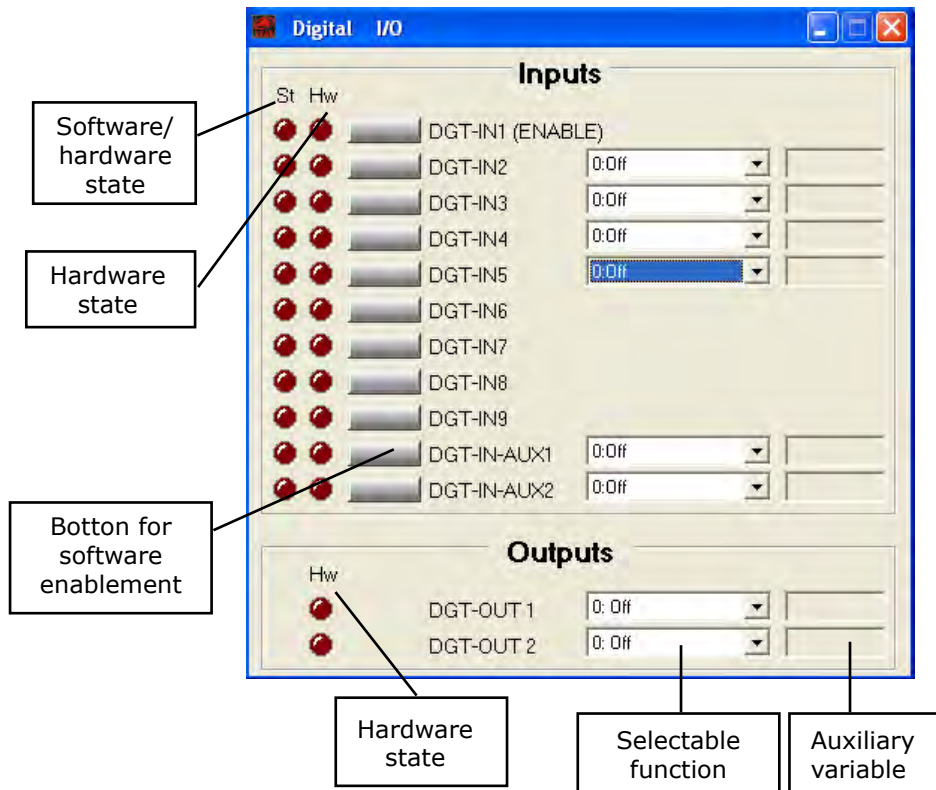 Digital I/O
Inputs
St Hw
Software/
hardware
state
DGT-IN1 (ENABLE)
DGT-IN2 0:Off
DGT-IN3 0:Off
DGT-IN4 0:Off
Hardware
state
DGT-IN5 0:Off
DGT-IN6
DGT-IN7
DGT-IN8
DGT-IN9
DGT-IN-AUX1 0:Off
DGT-IN-AUX2 0:Off
Botton for
software
enablement
Outputs
Hw
DGT-OUT 1 0: Off
DGT-OUT 2 0: Off
Hardware
state
Selectable
function
Auxiliary
variable